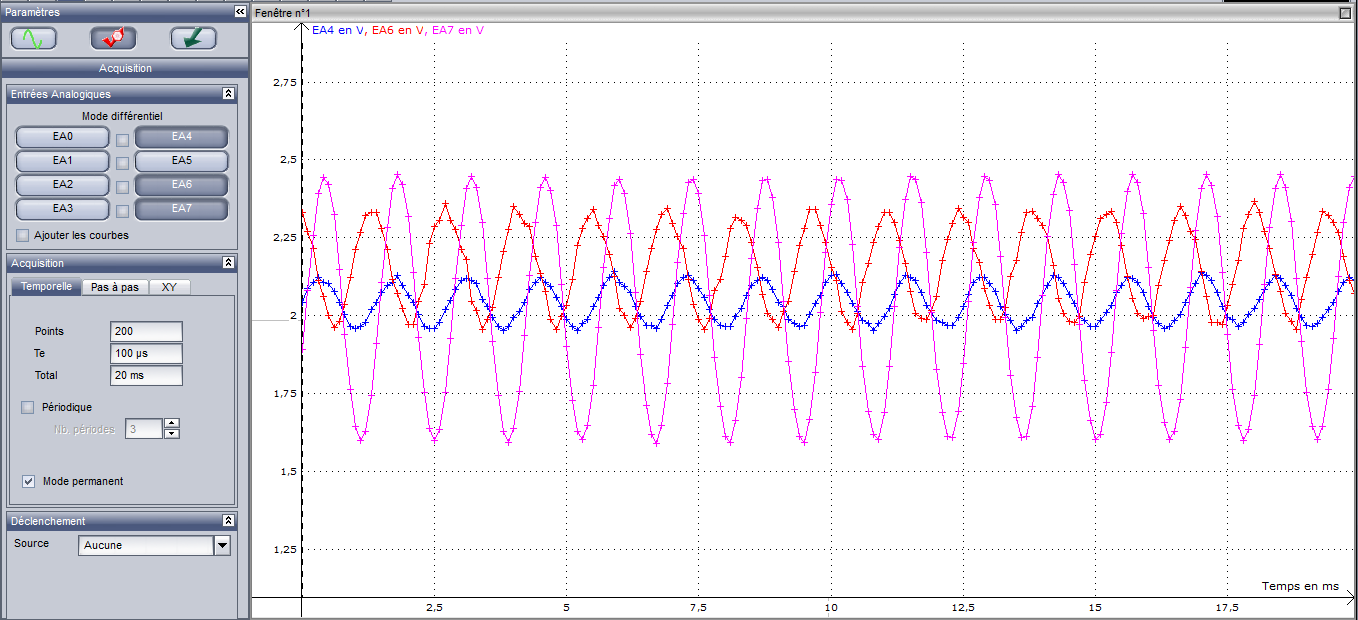 Paramètres
Acquisition
Entrées Analogiques
Mode différentiel
EA0 EA4
EA1 EA5
EA2 EA6
EA3 EA7
Ajouter les courbes
Acquisition
Temporelle Pas à pas XY
Points 200
Te 100 µs
Total 20 ms
Périodique
Nb. périodes 3
Mode permanent
Déclenchement
Source Aucune
Fenêtre n°1
EA4 en V, EA6 en V, EA7 en V
2,75
2,5
2,25
2
1,75
1,5
1,25
Temps en ms
2,5 5 7,5 10 12,5 15 17,5